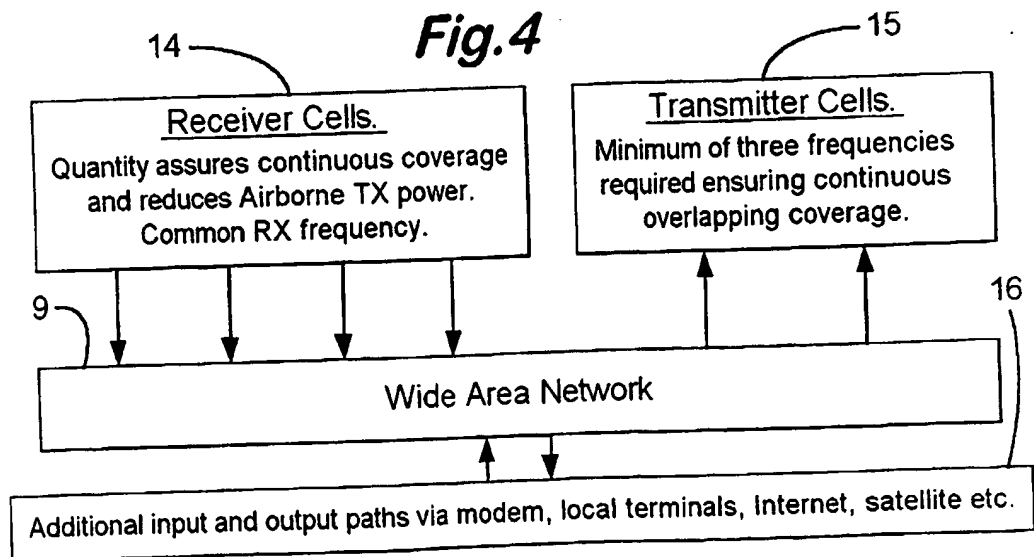 Fig.4
14
15
Receiver Cells.
Quantity assures continuous coverage
and reduces Airborne TX power.
Common RX frequency.
Transmitter Cells.
Minimum of three frequencies
required ensuring continuous
overlapping coverage.
9
16
Wide Area Network
Additional input and output paths via modem, local terminals, Internet, satellite etc.